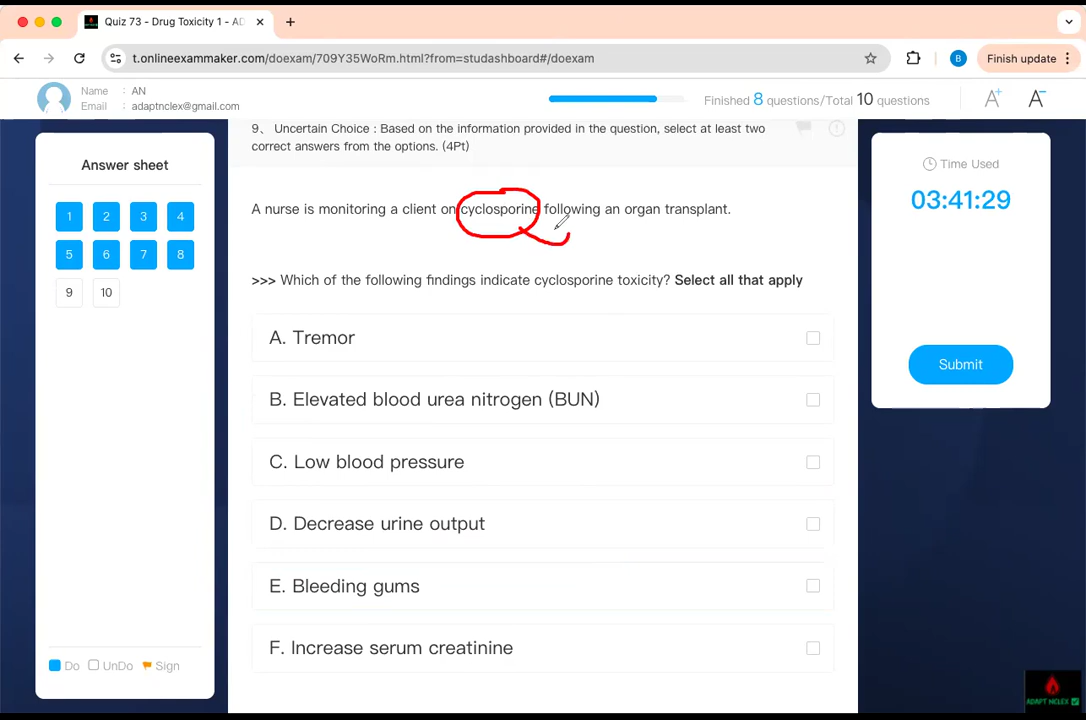 Quiz 73 - Drug Toxicity 1 - AD
t.onlineexammaker.com/doexam/709Y35WoRm.html?from=studashboard#/doexam
B
Finish update
Name : AN
Email : adaptnclex@gmail.com
Finished 8 questions/Total 10 questions
A+ A-
Answer sheet
1 2 3 4
5 6 7 8
9 10
Do UnDo Sign
9、 Uncertain Choice : Based on the information provided in the question, select at least two
correct answers from the options. (4Pt)
A nurse is monitoring a client on cyclosporine following an organ transplant.
>>> Which of the following findings indicate cyclosporine toxicity? Select all that apply
A. Tremor
B. Elevated blood urea nitrogen (BUN)
C. Low blood pressure
D. Decrease urine output
E. Bleeding gums
F. Increase serum creatinine
Time Used
03:41:29
Submit
ADAPT NCLEX